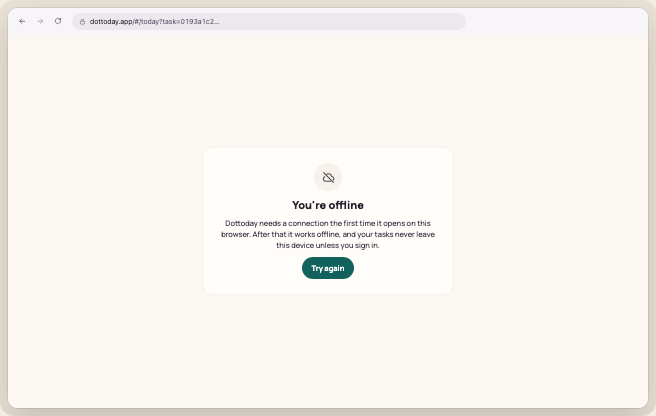 dottoday.app/#/today?task=0193a1c2...
You're offline
Dottoday needs a connection the first time it opens on this
browser. After that it works offline, and your tasks never leave
this device unless you sign in.
Try again